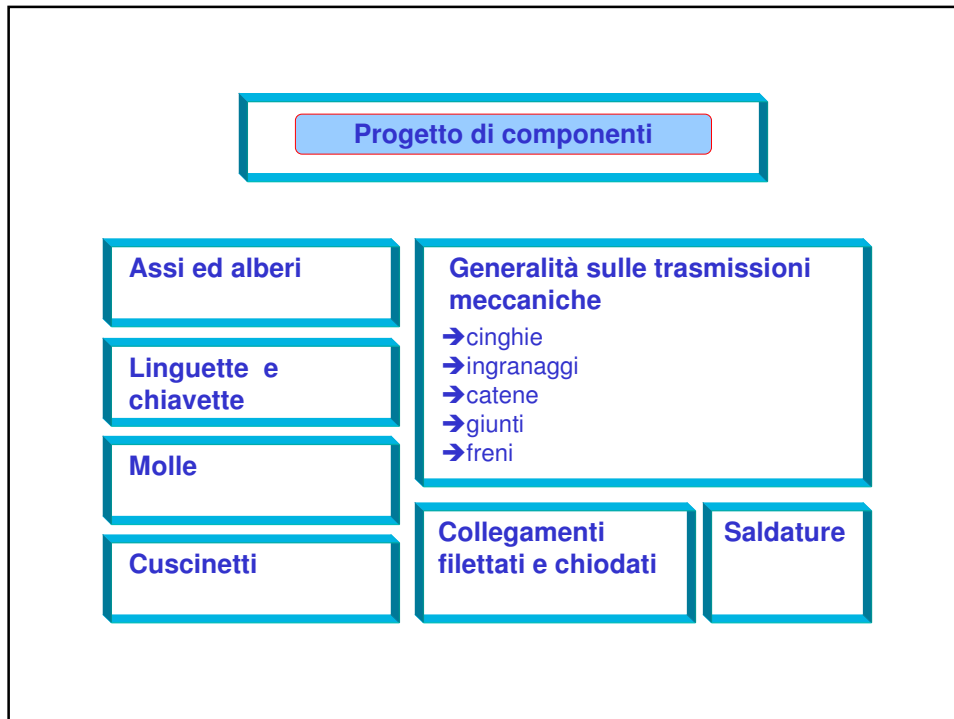 Progetto di componenti
Assi ed alberi
Linguette e
chiavette
Molle
Cuscinetti
Generalità sulle trasmissioni
meccaniche
➔cinghie
➔ingranaggi
➔catene
➔giunti
➔freni
Collegamenti
filettati e chiodati
Saldature